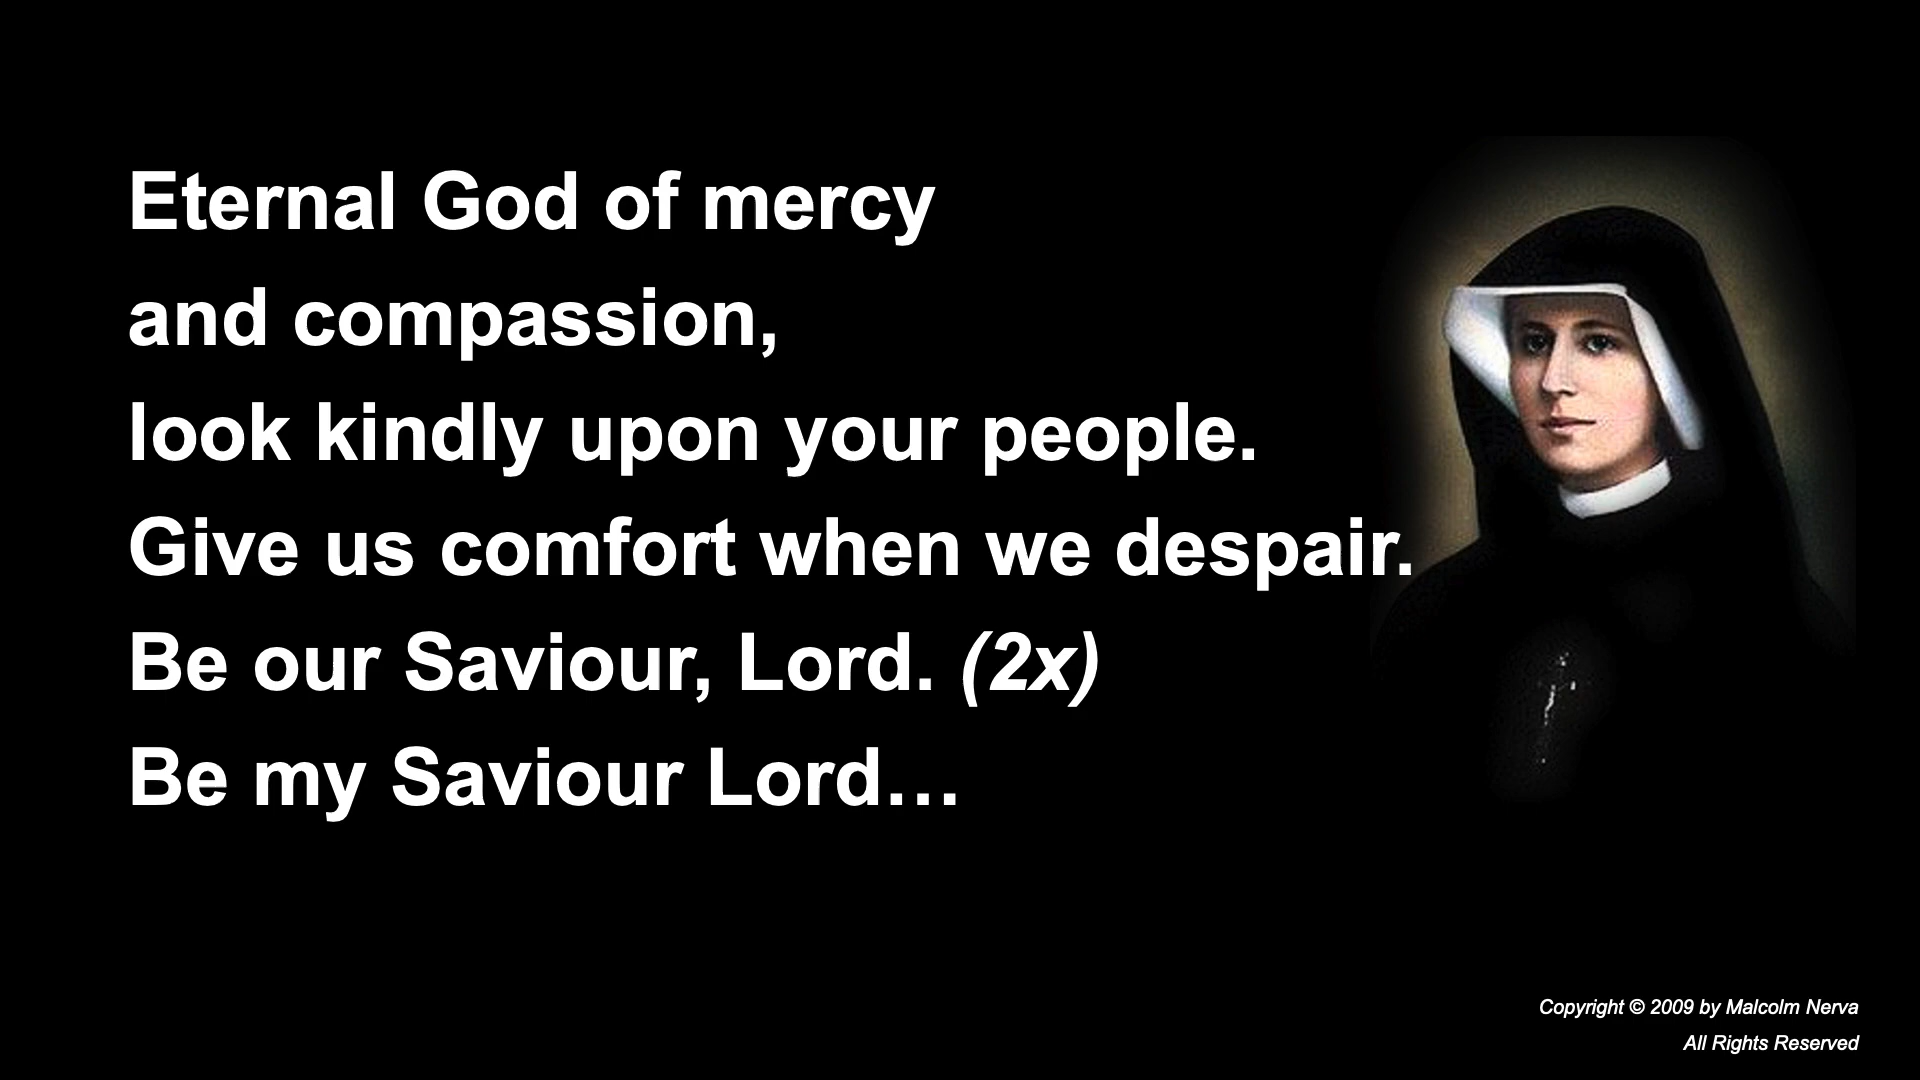 Eternal God of mercy
and compassion,
look kindly upon your people.
Give us comfort when we despair.
Be our Saviour, Lord. (2x)
Be my Saviour Lord…
Copyright © 2009 by Malcolm Nerva
All Rights Reserved